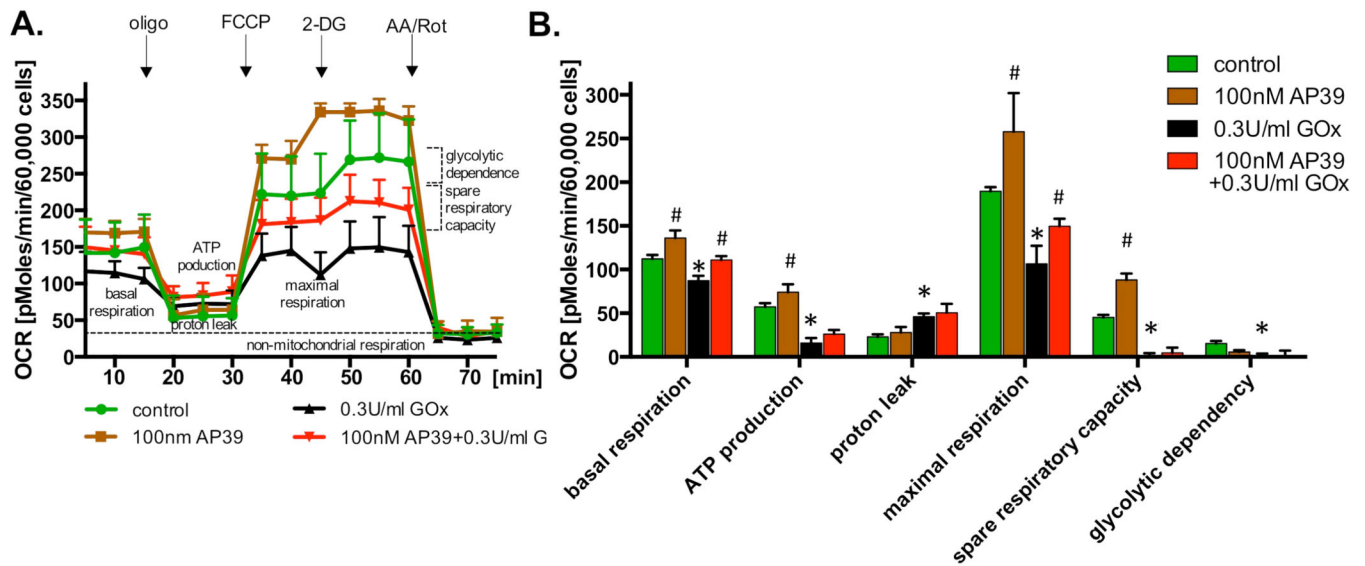 A.
oligo
FCCP
2-DG
AA/Rot
OCR [pMoles/min/60,000 cells]
350
300
250
200
150
100
50
0
glycolytic
dependence
spare
respiratory
capacity
ATP
poduction
basal
respiration
maximal
respiration
proton leak
non-mitochondrial respiration
10 20 30 40 50 60 70 [min]
control
0.3U/ml GOx
100nm AP39
100nM AP39+0.3U/ml G
B.
OCR [pMoles/min/60,000 cells]
300
250
200
150
100
50
0
# * #
# *
*
# * #
# *
*
control
100nM AP39
0.3U/ml GOx
100nM AP39
+0.3U/ml GOx
basal respiration
ATP production
proton leak
maximal respiration
spare respiratory capacity
glycolytic dependency